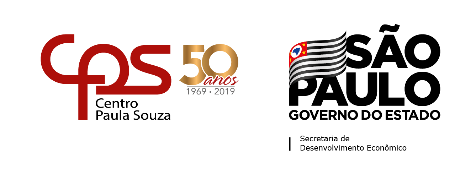 CPS
50
anos
1969 • 2019
Centro
Paula Souza
SÃO
PAULO
GOVERNO DO ESTADO
Secretaria de
Desenvolvimento Econômico